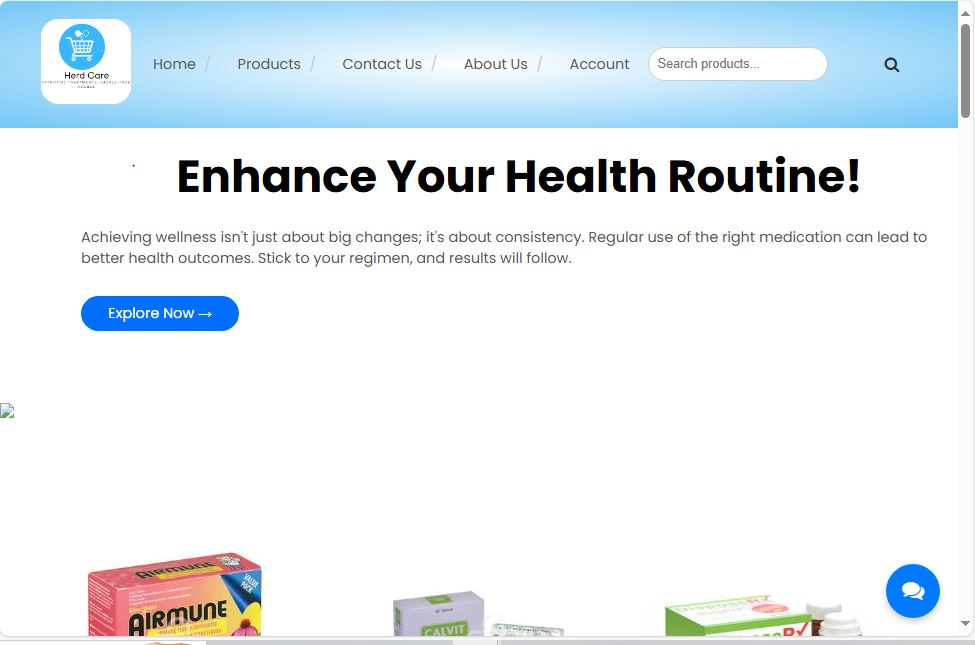 Herd Care
EFFECTIVE TREATMENTS, HASSLE-FREE
ACCESS
Home / Products / Contact Us / About Us / Account
Search products...
Enhance Your Health Routine!
Achieving wellness isn't just about big changes; it's about consistency. Regular use of the right medication can lead to
better health outcomes. Stick to your regimen, and results will follow.
Explore Now →
AIRMUNE
VALUE
PACK
AIRMUNE
CALVIT
DisposeRX